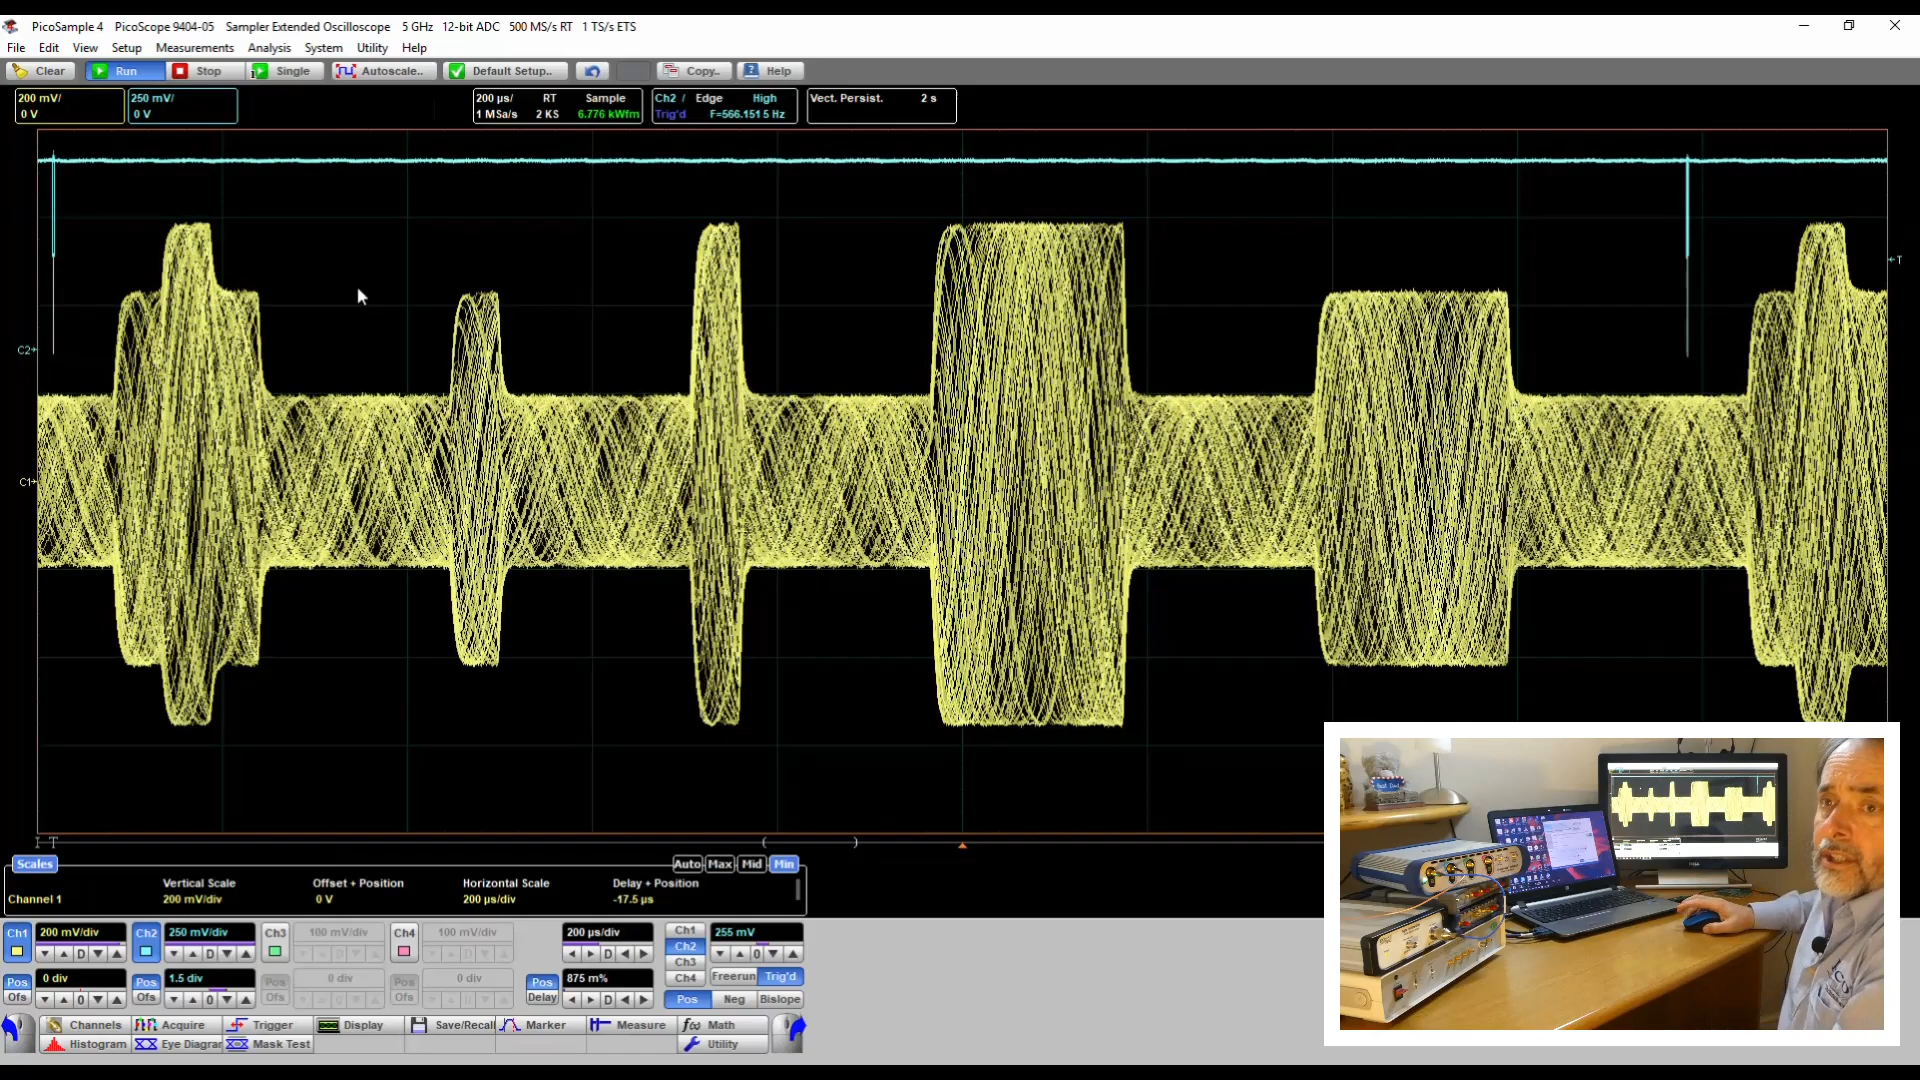 PicoSample 4 PicoScope 9404-05 Sampler Extended Oscilloscope 5 GHz 12-bit ADC 500 MS/s RT 1 TS/s ETS
File Edit View Setup Measurements Analysis System Utility Help
Clear Run Stop Single Autoscale.. Default Setup.. Copy.. Help
200 mV/ 250 mV/ 200 µs/ RT Sample Ch2 / Edge High Vect. Persist. 2 s
0 V 0 V 1 MSa/s 2 KS 6.776 kWfm Trig'd F=566.151 5 Hz
T
C2
C1
T
( )
Scales Auto Max Mid Min
Vertical Scale Offset + Position Horizontal Scale Delay + Position
Channel 1 200 mV/div 0 V 200 µs/div -17.5 µs
Ch1 200 mV/div Ch2 250 mV/div Ch3 100 mV/div Ch4 100 mV/div 200 µs/div Ch1 255 mV
D D D D D Ch2 0
Ch3
Pos 0 div Pos 1.5 div Pos 0 div Pos 0 div Pos 875 m% Ch4 Freerun Trig'd
Ofs 0 Ofs 0 Ofs 0 Ofs 0 Delay D Pos Neg Bislope
Channels Acquire Trigger Display Save/Recall Marker Measure f(x) Math
Histogram Eye Diagram Mask Test Utility